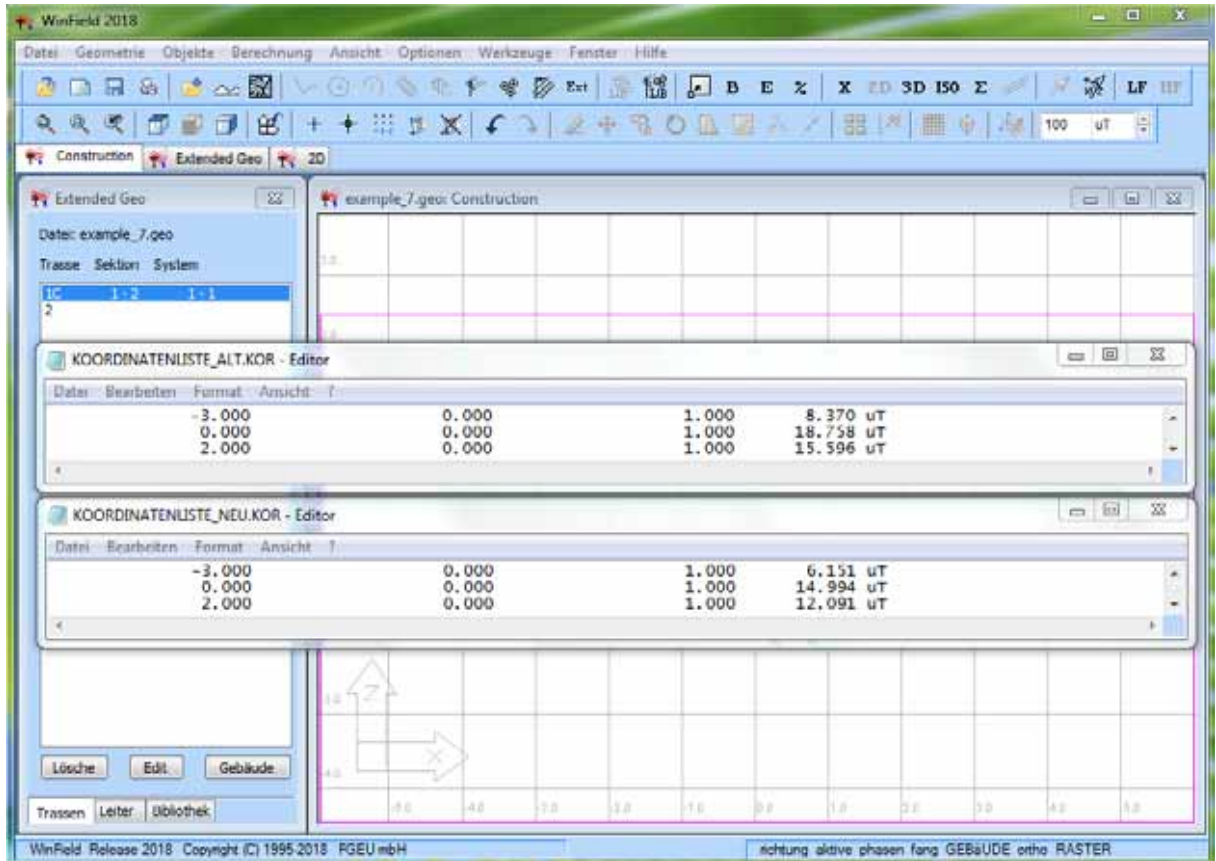 WinField 2018
Datei Geometrie Objekte Berechnung Ansicht Optionen Werkzeuge Fenster Hilfe
Ext B E % X 2D 3D ISO Σ LF HF
100 uT
Construction Extended Geo 2D
Extended Geo
example_7.geo: Construction
Datei: example_7.geo
Trasse Sektion System
1C 1-2 1-1
2
KOORDINATENLISTE_ALT.KOR - Editor
Datei Bearbeiten Format Ansicht ?
-3.000 0.000 1.000 8.370 uT
0.000 0.000 1.000 18.758 uT
2.000 0.000 1.000 15.596 uT
KOORDINATENLISTE_NEU.KOR - Editor
Datei Bearbeiten Format Ansicht ?
-3.000 0.000 1.000 6.151 uT
0.000 0.000 1.000 14.994 uT
2.000 0.000 1.000 12.091 uT
Z
X
Lösche Edit Gebäude
Trassen Leiter Bibliothek
WinField Release 2018 Copyright (C) 1995-2018 FGEU mbH
richtung aktive phasen fang GEBäUDE ortho RASTER